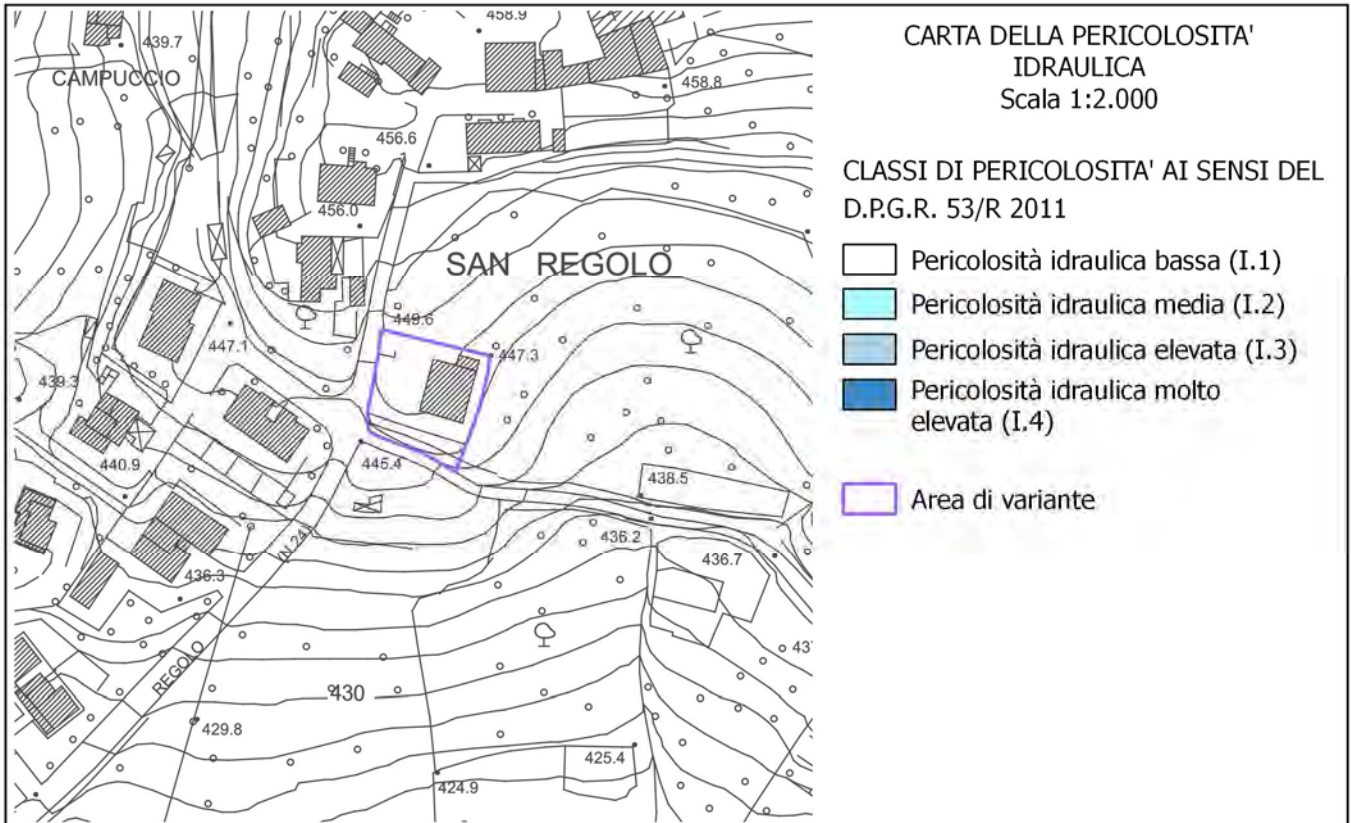 CARTA DELLA PERICOLOSITA'
IDRAULICA
Scala 1:2.000
CLASSI DI PERICOLOSITA' AI SENSI DEL
D.P.G.R. 53/R 2011
Pericolosità idraulica bassa (I.1)
Pericolosità idraulica media (I.2)
Pericolosità idraulica elevata (I.3)
Pericolosità idraulica molto
elevata (I.4)
Area di variante
458.9
439.7
CAMPUCCIO
458.8
456.6
456.0
SAN REGOLO
449.6
447.1
447.3
439.3
445.4
440.9
438.5
436.2
436.7
436.3
REGOLO
430
437
429.8
425.4
424.9